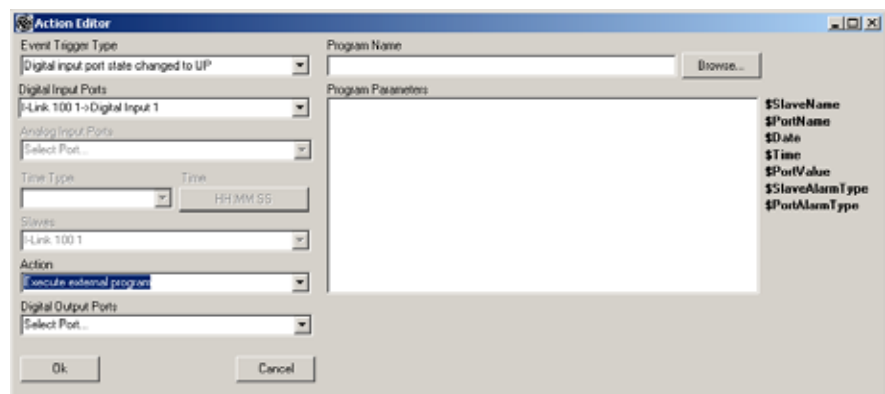 Action Editor
Event Trigger Type
Digital input port state changed to UP
Digital Input Ports
I-Link 100 1->Digital Input 1
Analog Input Ports
Select Port...
Time Type
Time
HH:MM:SS
Slaves
I-Link 100 1
Action
Execute external program
Digital Output Ports
Select Port...
Ok
Cancel
Program Name
Browse...
Program Parameters
$SlaveName
$PortName
$Date
$Time
$PortValue
$SlaveAlarmType
$PortAlarmType